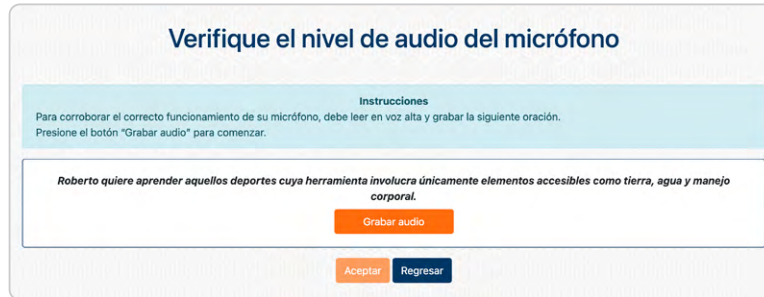 Verifique el nivel de audio del micrófono
Instrucciones
Para corroborar el correcto funcionamiento de su micrófono, debe leer en voz alta y grabar la siguiente oración.
Presione el botón “Grabar audio” para comenzar.
Roberto quiere aprender aquellos deportes cuya herramienta involucra únicamente elementos accesibles como tierra, agua y manejo
corporal.
Grabar audio
Aceptar Regresar